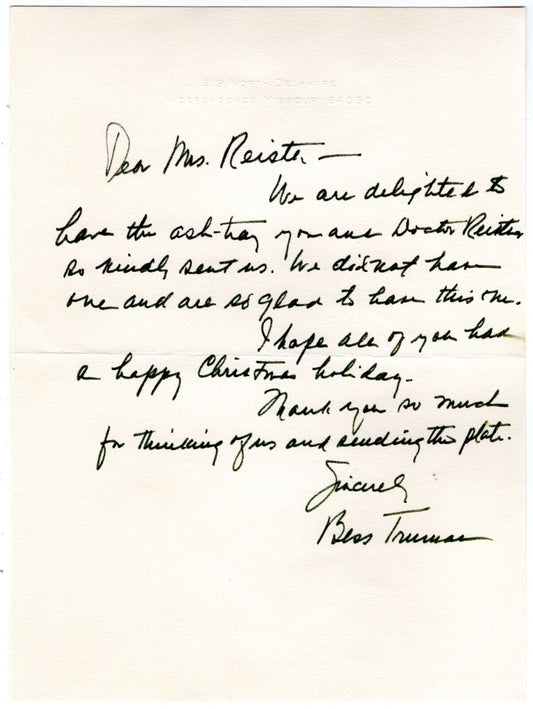 219 NORTH DELAWARE
INDEPENDENCE, MISSOURI 64050
Dear Mrs. Reister—
We are delighted to
have the ash-tray you and Doctor Reister
so kindly sent us. We did not have
one and are so glad to have this one.
I hope all of you had
a happy Christmas holiday.
Thank you so much
for thinking of us and sending the plate.
Sincerely
Bess Truman